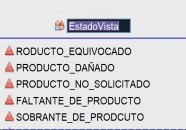 EstadoVista
RODUCTO_EQUIVOCADO
PRODUCTO_DAÑADO
PRODUCTO_NO_SOLICITADO
FALTANTE_DE_PRODUCTO
SOBRANTE_DE_PRODCUTO